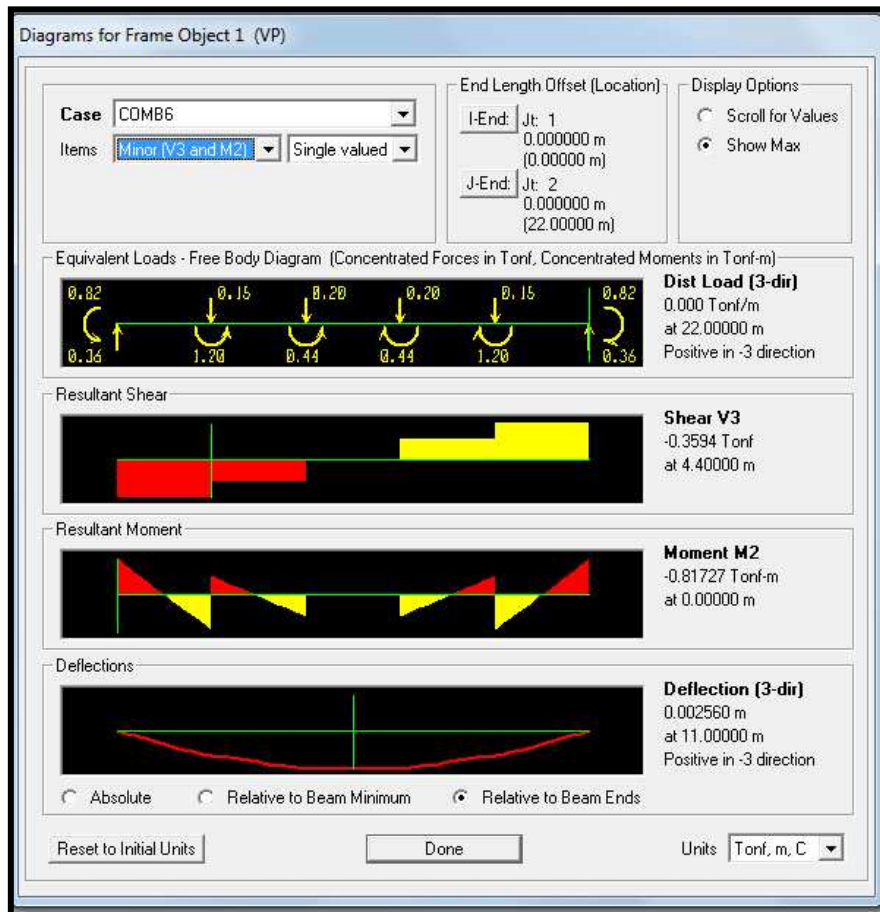 Diagrams for Frame Object 1 (VP)
End Length Offset (Location)
Display Options
Case COMB6
Items Minor (V3 and M2) Single valued
I-End: Jt: 1
0.000000 m
(0.00000 m)
J-End: Jt: 2
0.000000 m
(22.00000 m)
Scroll for Values
Show Max
Equivalent Loads - Free Body Diagram (Concentrated Forces in Tonf, Concentrated Moments in Tonf-m)
0.82 0.15 0.20 0.20 0.15 0.82
0.36 1.20 0.44 0.44 1.20 0.36
Dist Load (3-dir)
0.000 Tonf/m
at 22.00000 m
Positive in -3 direction
Resultant Shear
Shear V3
-0.3594 Tonf
at 4.40000 m
Resultant Moment
Moment M2
-0.81727 Tonf-m
at 0.00000 m
Deflections
Deflection (3-dir)
0.002560 m
at 11.00000 m
Positive in -3 direction
Absolute Relative to Beam Minimum Relative to Beam Ends
Reset to Initial Units Done Units Tonf, m, C